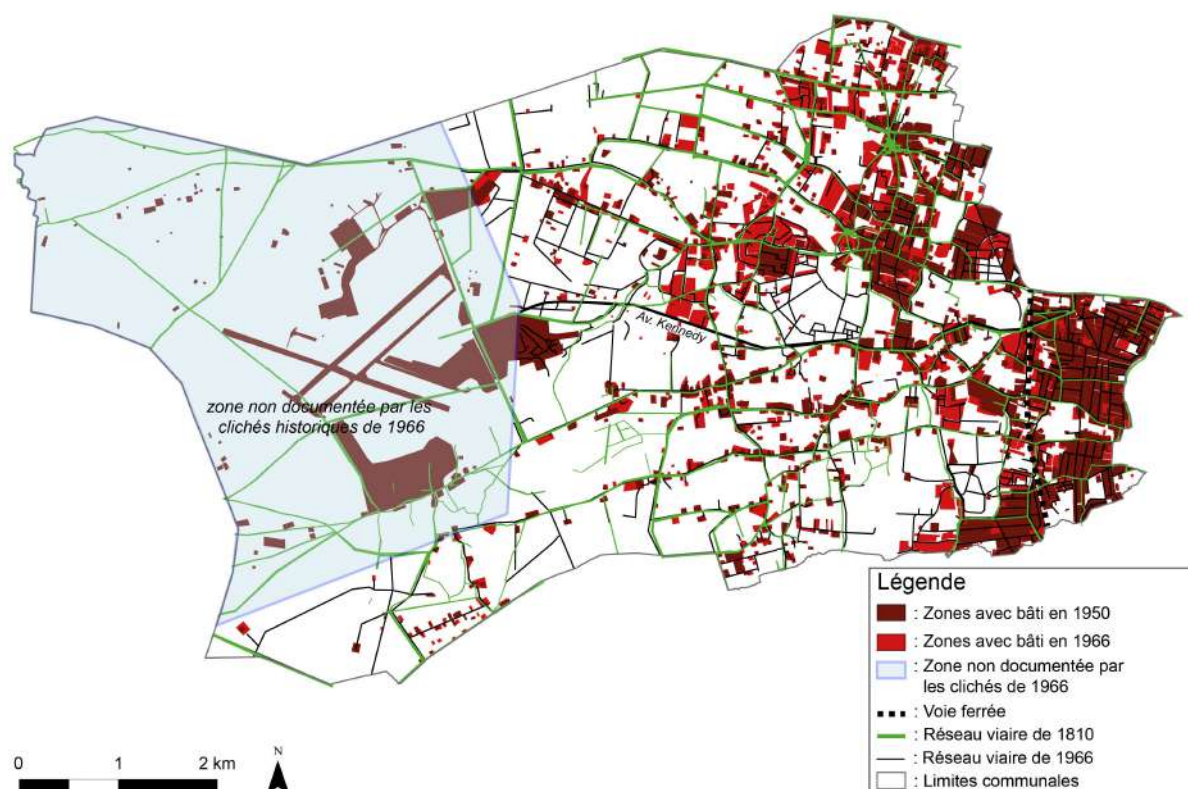 Av. Kennedy
zone non documentée par les
clichés historiques de 1966
Légende
: Zones avec bâti en 1950
: Zones avec bâti en 1966
: Zone non documentée par
les clichés de 1966
: Voie ferrée
: Réseau viaire de 1810
: Réseau viaire de 1966
: Limites communales
0 1 2 km
N